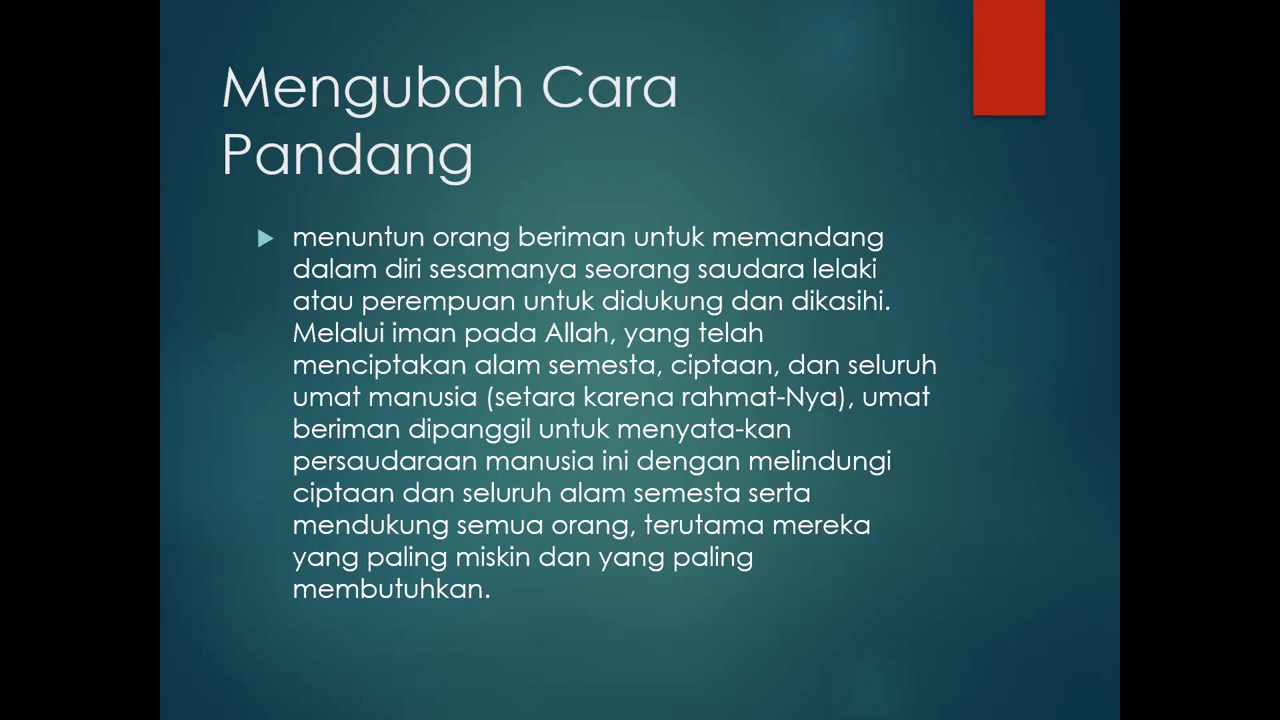 Mengubah Cara
Pandang
menuntun orang beriman untuk memandang
dalam diri sesamanya seorang saudara lelaki
atau perempuan untuk didukung dan dikasihi.
Melalui iman pada Allah, yang telah
menciptakan alam semesta, ciptaan, dan seluruh
umat manusia (setara karena rahmat-Nya), umat
beriman dipanggil untuk menyata-kan
persaudaraan manusia ini dengan melindungi
ciptaan dan seluruh alam semesta serta
mendukung semua orang, terutama mereka
yang paling miskin dan yang paling
membutuhkan.